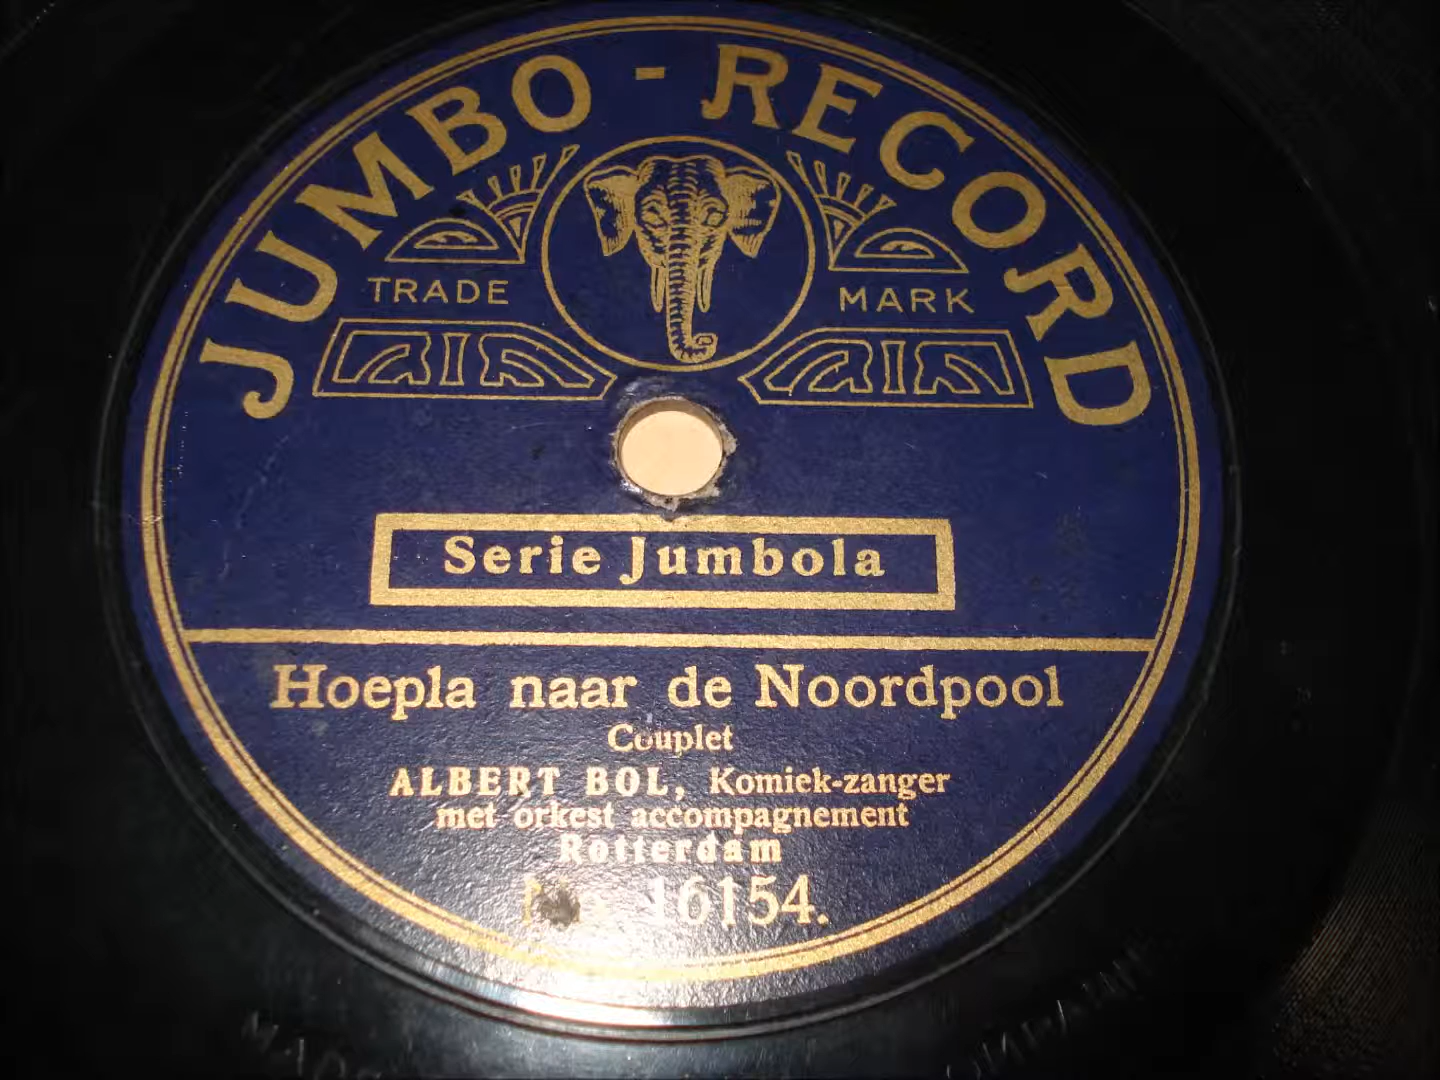 JUMBO - RECORD
TRADE MARK
Serie Jumbola
Hoepla naar de Noordpool
Couplet
ALBERT BOL, Komiek-zanger
met orkest accompagnement
Rotterdam
16154.